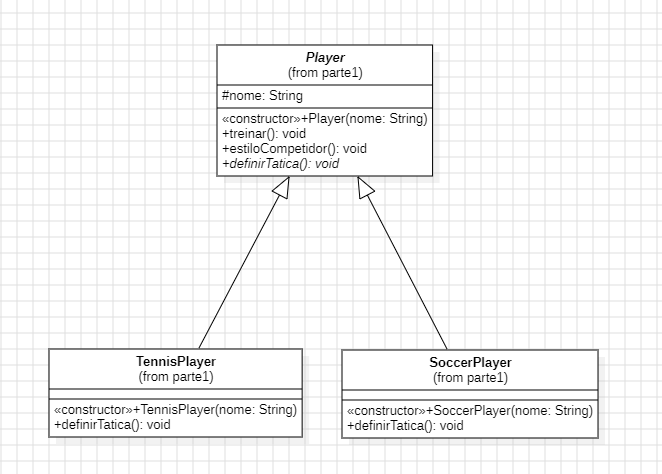 Player
(from parte1)
#nome: String
«constructor»+Player(nome: String)
+treinar(): void
+estiloCompetidor(): void
+definirTatica(): void
TennisPlayer
(from parte1)
«constructor»+TennisPlayer(nome: String)
+definirTatica(): void
SoccerPlayer
(from parte1)
«constructor»+SoccerPlayer(nome: String)
+definirTatica(): void